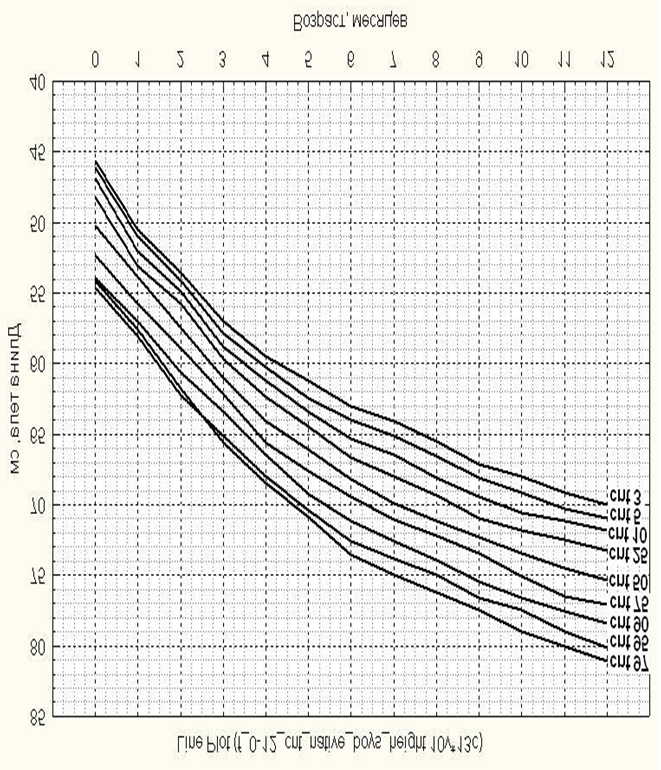 Line Plot (f_0-12_cnt_native_boys_height 10v*13c)
85
80
75
70
65
60
55
50
45
40
Длина тела, см
cnt 97
cnt 95
cnt 90
cnt 75
cnt 50
cnt 25
cnt 10
cnt 5
cnt 3
0 1 2 3 4 5 6 7 8 9 10 11 12
Возраст, месяцев